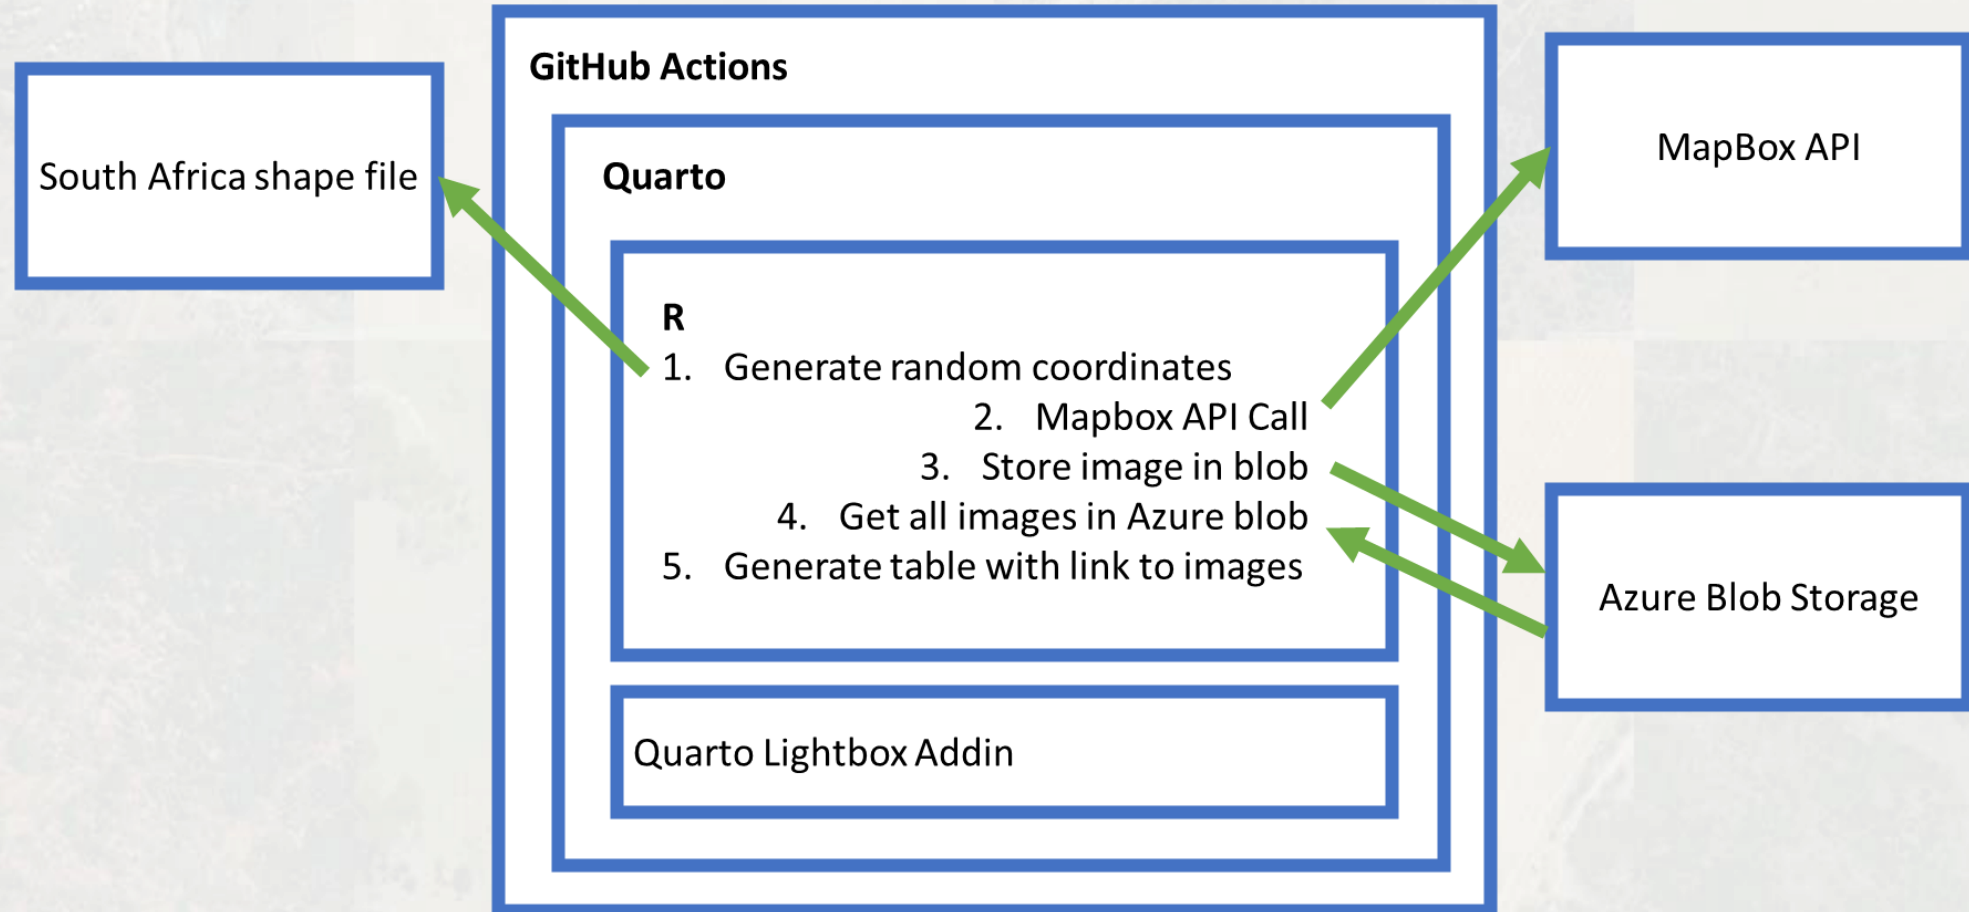 GitHub Actions
South Africa shape file
Quarto
R
1. Generate random coordinates
2. Mapbox API Call
3. Store image in blob
4. Get all images in Azure blob
5. Generate table with link to images
Quarto Lightbox Addin
MapBox API
Azure Blob Storage